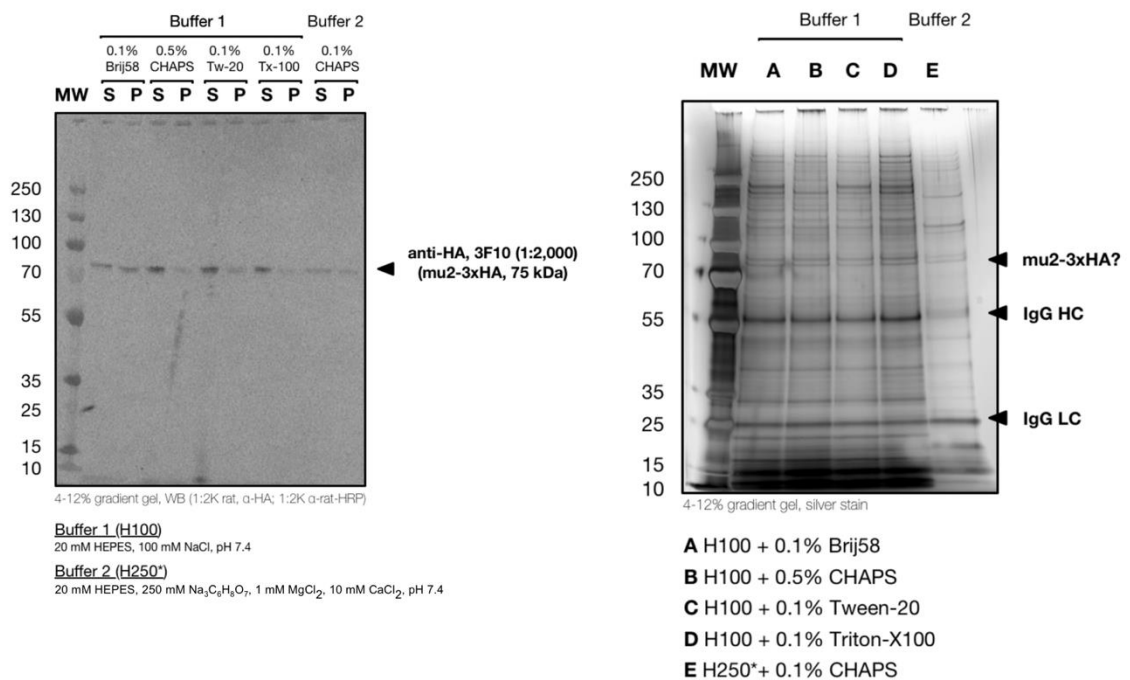 Buffer 1 Buffer 2
0.1% 0.5% 0.1% 0.1% 0.1%
Brij58 CHAPS Tw-20 Tx-100 CHAPS
MW S P S P S P S P S P
250
130
100
70
55
35
25
15
10
anti-HA, 3F10 (1:2,000)
(mu2-3xHA, 75 kDa)
4-12% gradient gel, WB (1:2K rat, α-HA; 1:2K α-rat-HRP)
Buffer 1 (H100)
20 mM HEPES, 100 mM NaCl, pH 7.4
Buffer 2 (H250*)
20 mM HEPES, 250 mM Na₃C₆H₈O₇, 1 mM MgCl₂, 10 mM CaCl₂, pH 7.4
Buffer 1 Buffer 2
MW A B C D E
250
130
100
70
55
35
25
15
10
mu2-3xHA?
IgG HC
IgG LC
4-12% gradient gel, silver stain
A H100 + 0.1% Brij58
B H100 + 0.5% CHAPS
C H100 + 0.1% Tween-20
D H100 + 0.1% Triton-X100
E H250*+ 0.1% CHAPS